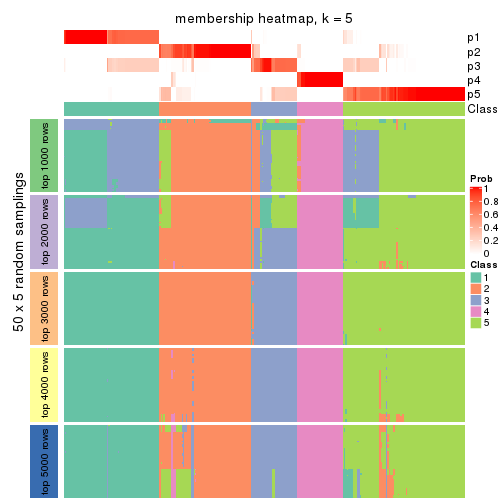 membership heatmap, k = 5
p1
p2
p3
p4
p5
Class
50 x 5 random samplings
top 1000 rows
top 2000 rows
top 3000 rows
top 4000 rows
top 5000 rows
Prob
1
0.8
0.6
0.4
0.2
0
Class
1
2
3
4
5